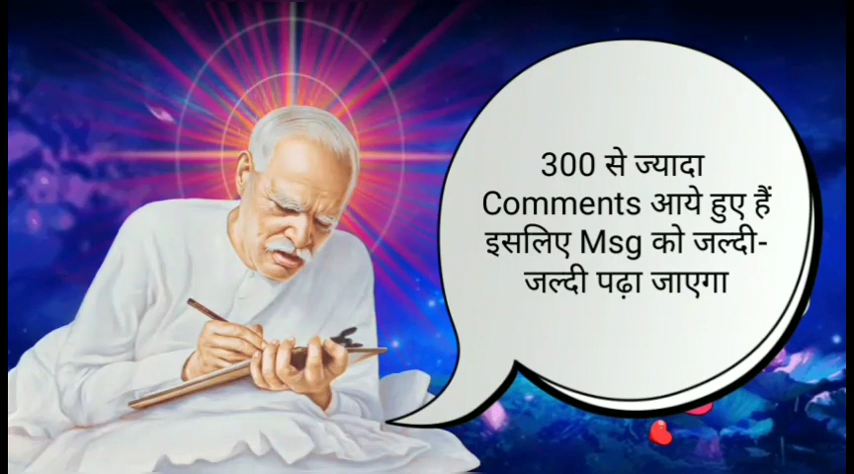 300 से ज्यादा
Comments आये हुए हैं
इसलिए Msg को जल्दी-
जल्दी पढ़ा जाएगा